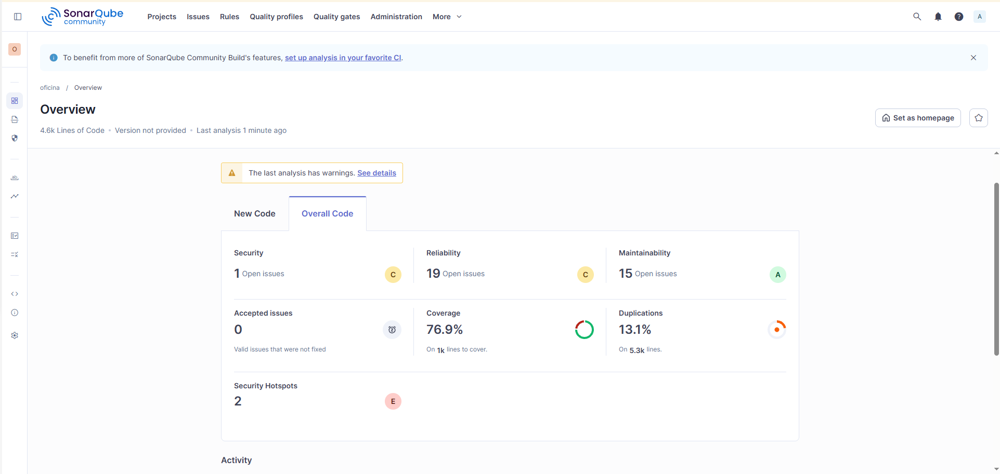 SonarQube community
Projects Issues Rules Quality profiles Quality gates Administration More
? A
O
To benefit from more of SonarQube Community Build's features, set up analysis in your favorite CI.
oficina / Overview
Overview
Set as homepage
4.6k Lines of Code • Version not provided • Last analysis 1 minute ago
The last analysis has warnings. See details
ab
New Code Overall Code
Security Reliability Maintainability
1 Open issues C 19 Open issues C 15 Open issues A
Accepted issues Coverage Duplications
0 76.9% 13.1%
Valid issues that were not fixed On 1k lines to cover. On 5.3k lines.
Security Hotspots
2 E
Activity